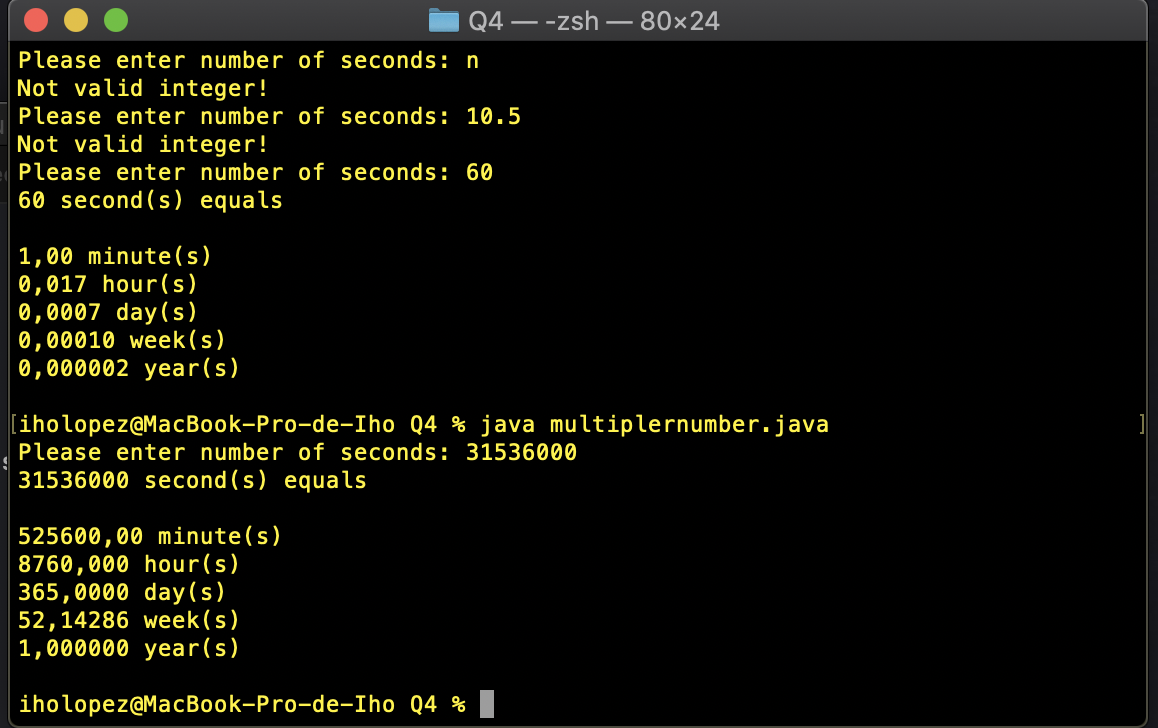 Q4 — -zsh — 80×24
Please enter number of seconds: n
Not valid integer!
Please enter number of seconds: 10.5
Not valid integer!
Please enter number of seconds: 60
60 second(s) equals
1,00 minute(s)
0,017 hour(s)
0,0007 day(s)
0,00010 week(s)
0,000002 year(s)
[iholopez@MacBook-Pro-de-Iho Q4 % java multiplernumber.java ]
Please enter number of seconds: 31536000
31536000 second(s) equals
525600,00 minute(s)
8760,000 hour(s)
365,0000 day(s)
52,14286 week(s)
1,000000 year(s)
iholopez@MacBook-Pro-de-Iho Q4 %